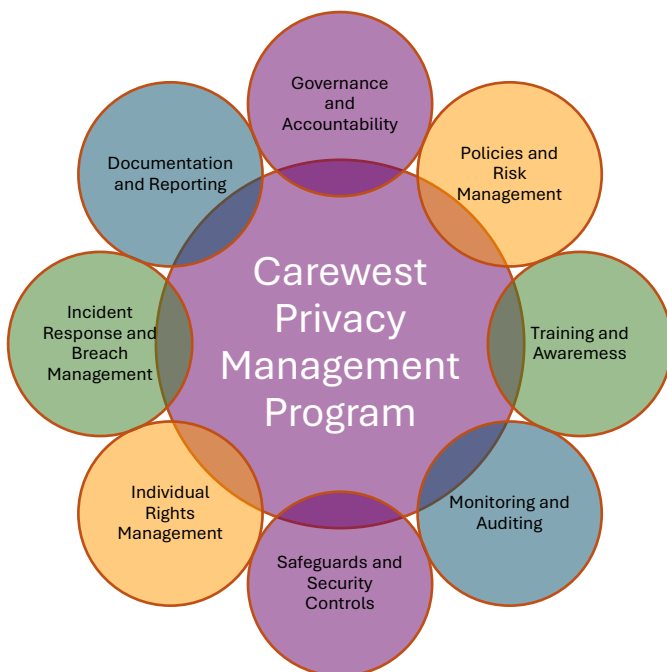 Governance
and
Accountability
Policies and
Risk
Management
Training and
Awaremess
Monitoring and
Auditing
Safeguards and
Security
Controls
Individual
Rights
Management
Incident
Response and
Breach
Management
Documentation
and Reporting
Carewest
Privacy
Management
Program